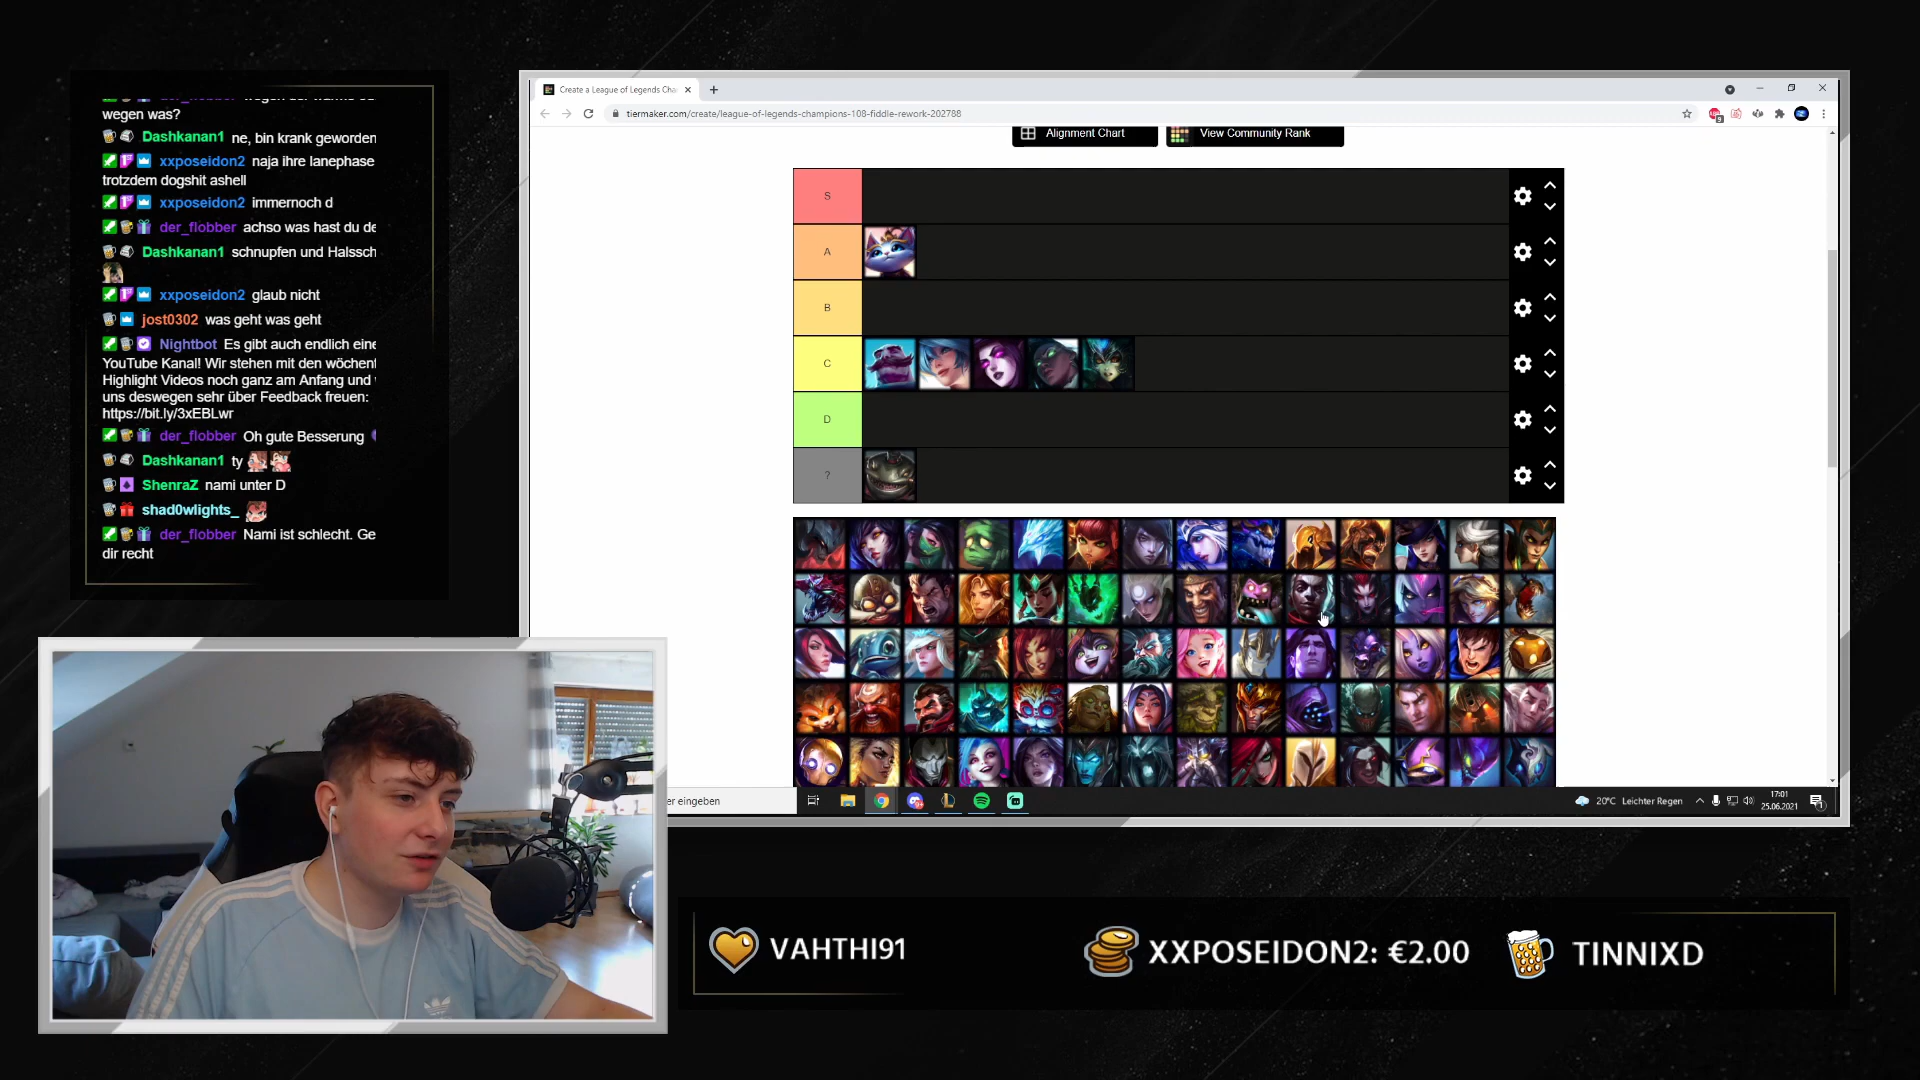 wegen was?
Dashkanan1 ne, bin krank geworden
xxposeidon2 naja ihre lanephase
trotzdem dogshit ashell
xxposeidon2 immernoch d
der_flobber achso was hast du de
Dashkanan1 schnupfen und Halssch
xxposeidon2 glaub nicht
jost0302 was geht was geht
Nightbot Es gibt auch endlich eine
YouTube Kanal! Wir stehen mit den wöchent
Highlight Videos noch ganz am Anfang und
uns deswegen sehr über Feedback freuen:
https://bit.ly/3xEBLwr
der_flobber Oh gute Besserung
Dashkanan1 ty
ShenraZ nami unter D
shad0wlights_
der_flobber Nami ist schlecht. Ge
dir recht
Create a League of Legends Cha
tiermaker.com/create/league-of-legends-champions-108-fiddle-rework-202788
Alignment Chart
View Community Rank
S
A
B
C
D
?
er eingeben
20°C Leichter Regen
17:01
25.06.2021
VAHTHI91
XXPOSEIDON2: €2.00
TINNIXD